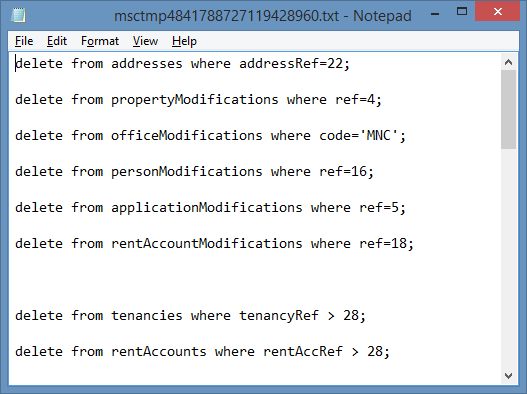 msctmp4841788727119428960.txt - Notepad
File Edit Format View Help
delete from addresses where addressRef=22;
delete from propertyModifications where ref=4;
delete from officeModifications where code='MNC';
delete from personModifications where ref=16;
delete from applicationModifications where ref=5;
delete from rentAccountModifications where ref=18;
delete from tenancies where tenancyRef > 28;
delete from rentAccounts where rentAccRef > 28;